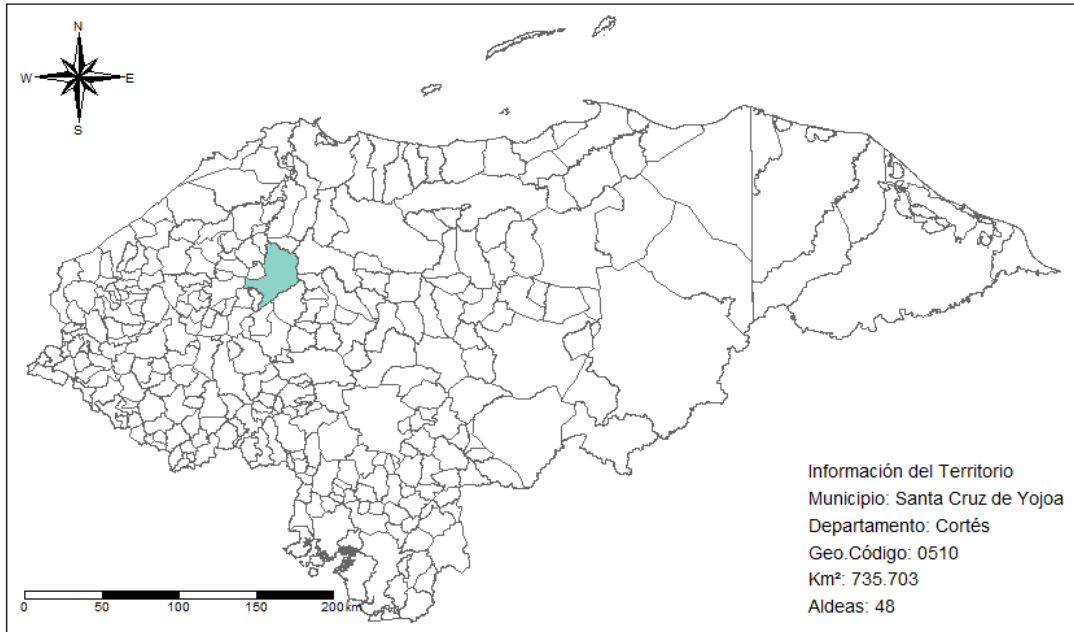 N
W E
S
Información del Territorio
Municipio: Santa Cruz de Yojoa
Departamento: Cortés
Geo.Código: 0510
Km²: 735.703
Aldeas: 48
0 50 100 150 200 km